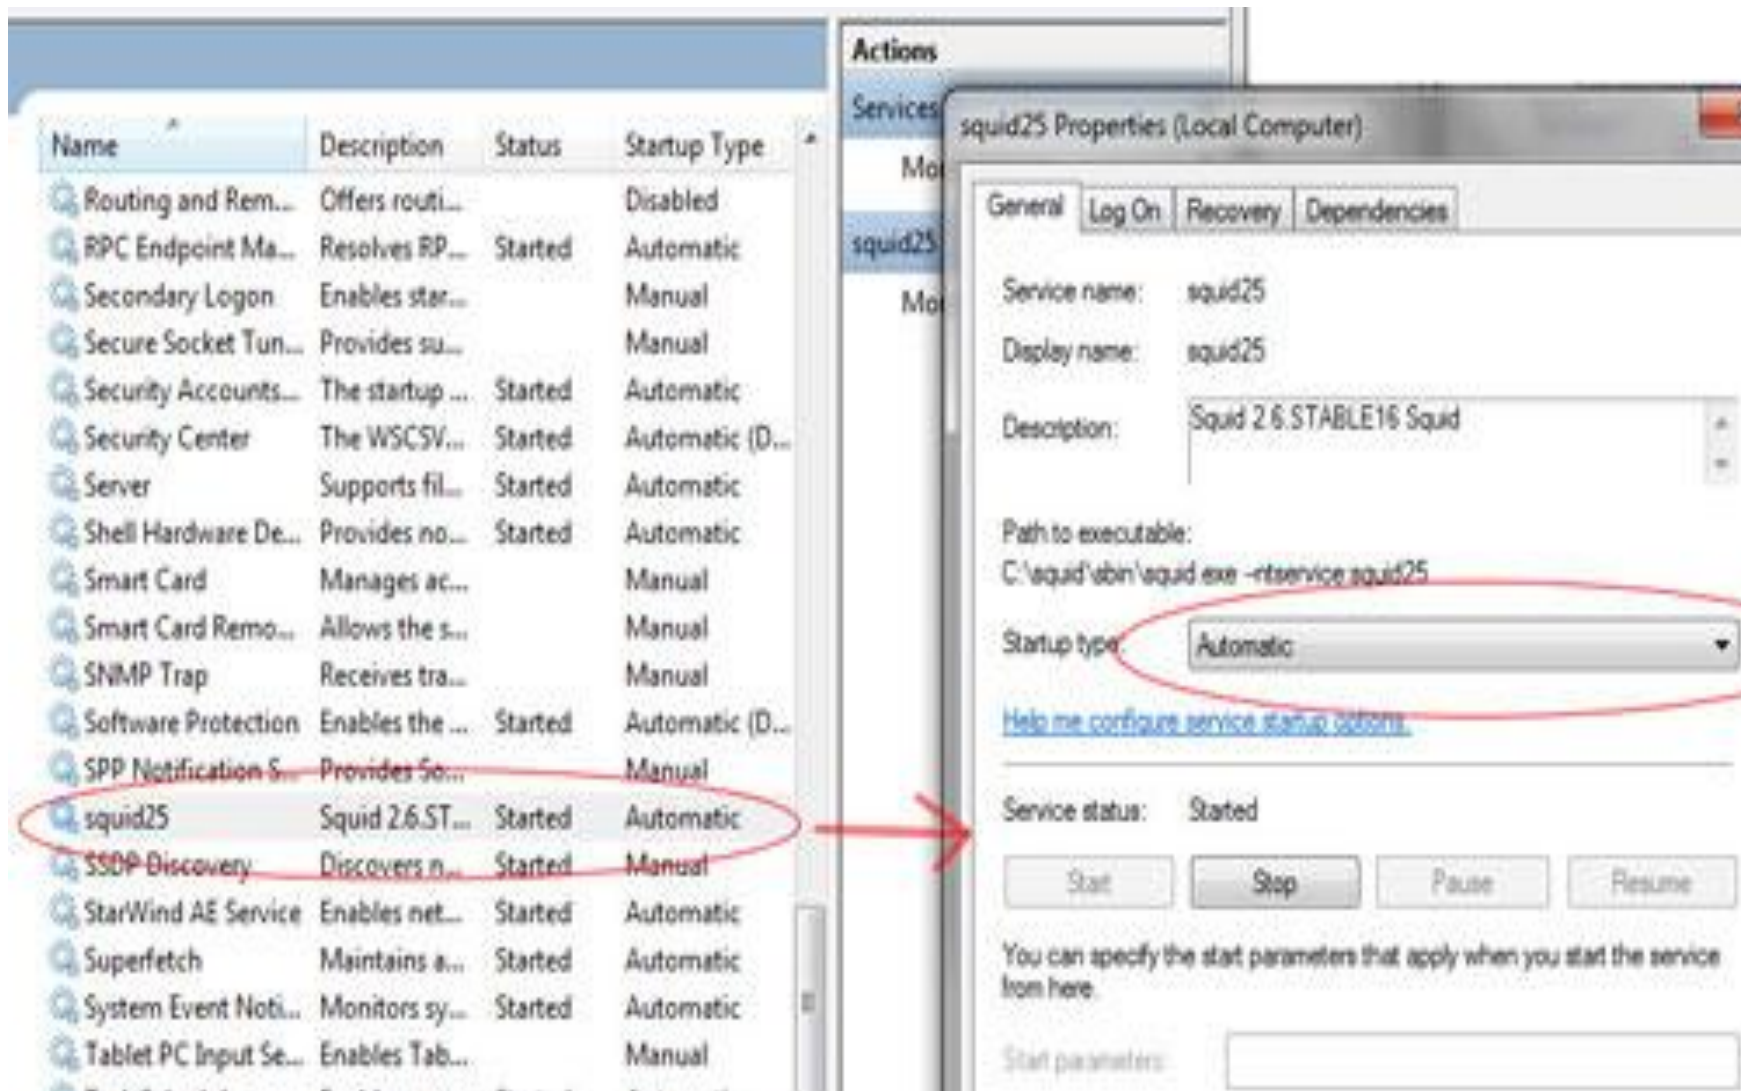 Name Description Status Startup Type
Routing and Rem... Offers routi... Disabled
RPC Endpoint Ma... Resolves RP... Started Automatic
Secondary Logon Enables star... Manual
Secure Socket Tun... Provides su... Manual
Security Accounts... The startup ... Started Automatic
Security Center The WSCSV... Started Automatic (D...
Server Supports fil... Started Automatic
Shell Hardware De... Provides no... Started Automatic
Smart Card Manages ac... Manual
Smart Card Remo... Allows the s... Manual
SNMP Trap Receives tra... Manual
Software Protection Enables the ... Started Automatic (D...
SPP Notification S... Provides So... Manual
squid25 Squid 2.6.ST... Started Automatic
SSDP Discovery Discovers n... Started Manual
StarWind AE Service Enables net... Started Automatic
Superfetch Maintains a... Started Automatic
System Event Noti... Monitors sy... Started Automatic
Tablet PC Input Se... Enables Tab... Manual
Actions
Services
Mo
squid25
Mo
squid25 Properties (Local Computer)
General Log On Recovery Dependencies
Service name: squid25
Display name: squid25
Description: Squid 2.6.STABLE16 Squid
Path to executable:
C:\squid\sbin\squid.exe --ntservice:squid25
Startup type: Automatic
Help me configure service startup options.
Service status: Started
Start Stop Pause Resume
You can specify the start parameters that apply when you start the service
from here.
Start parameters: